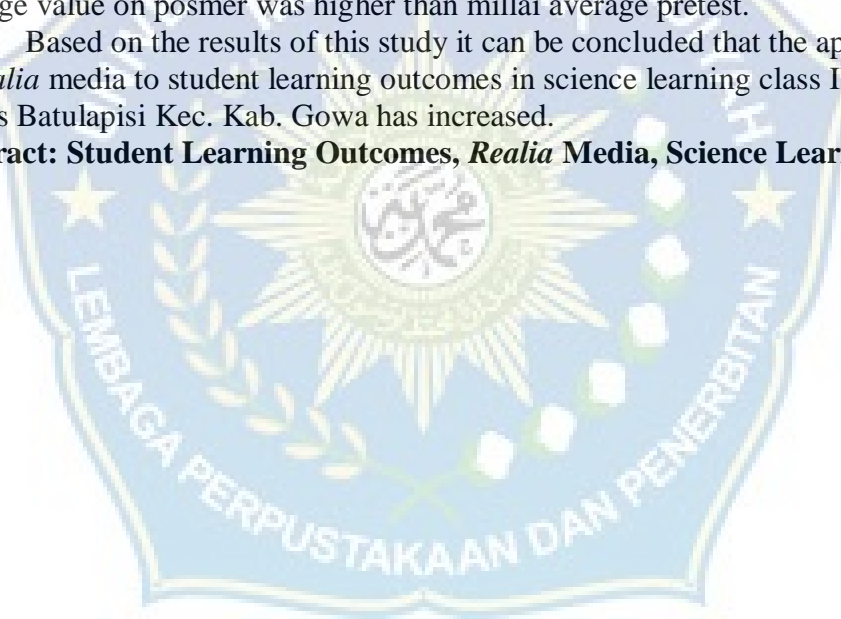 ge value on posmer was higher than millai average pretest.
Based on the results of this study it can be concluded that the ap
alia media to student learning outcomes in science learning class I
s Batulapisi Kec. Kab. Gowa has increased.
ract: Student Learning Outcomes, Realia Media, Science Lear
LEMBAGA PERPUSTAKAAN DAN PENERBITAN